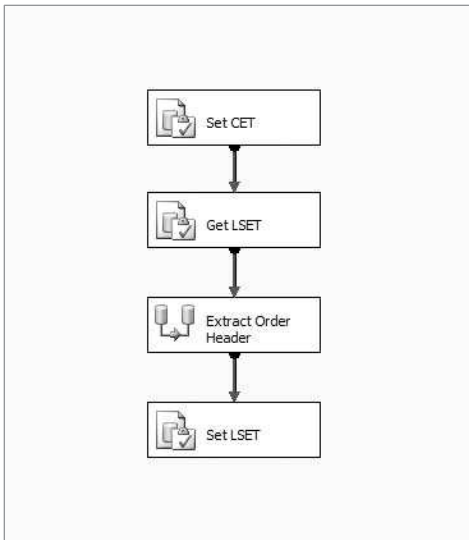 Set CET
Get LSET
Extract Order
Header
Set LSET